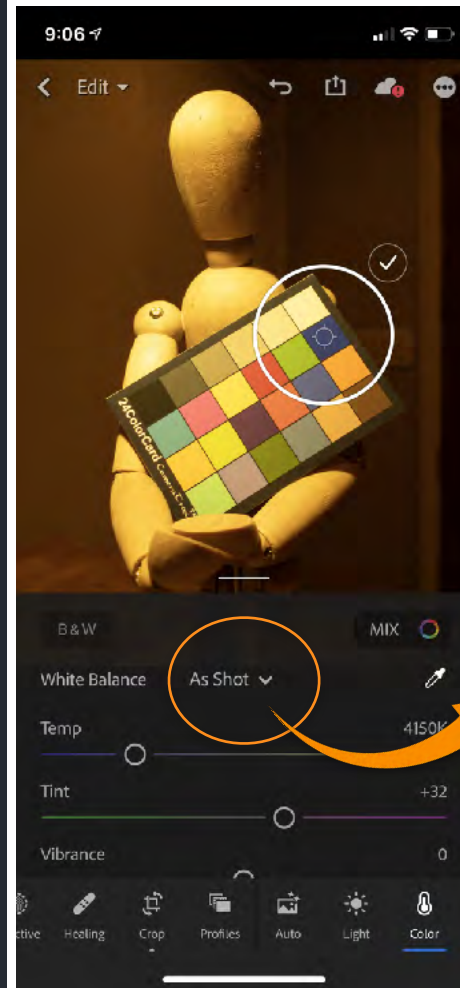 9:06
Edit
24ColorCard
B&W
MIX
White Balance As Shot
Temp 4150K
Tint +32
Vibrance 0
ctive Healing Crop Profiles Auto Light Color